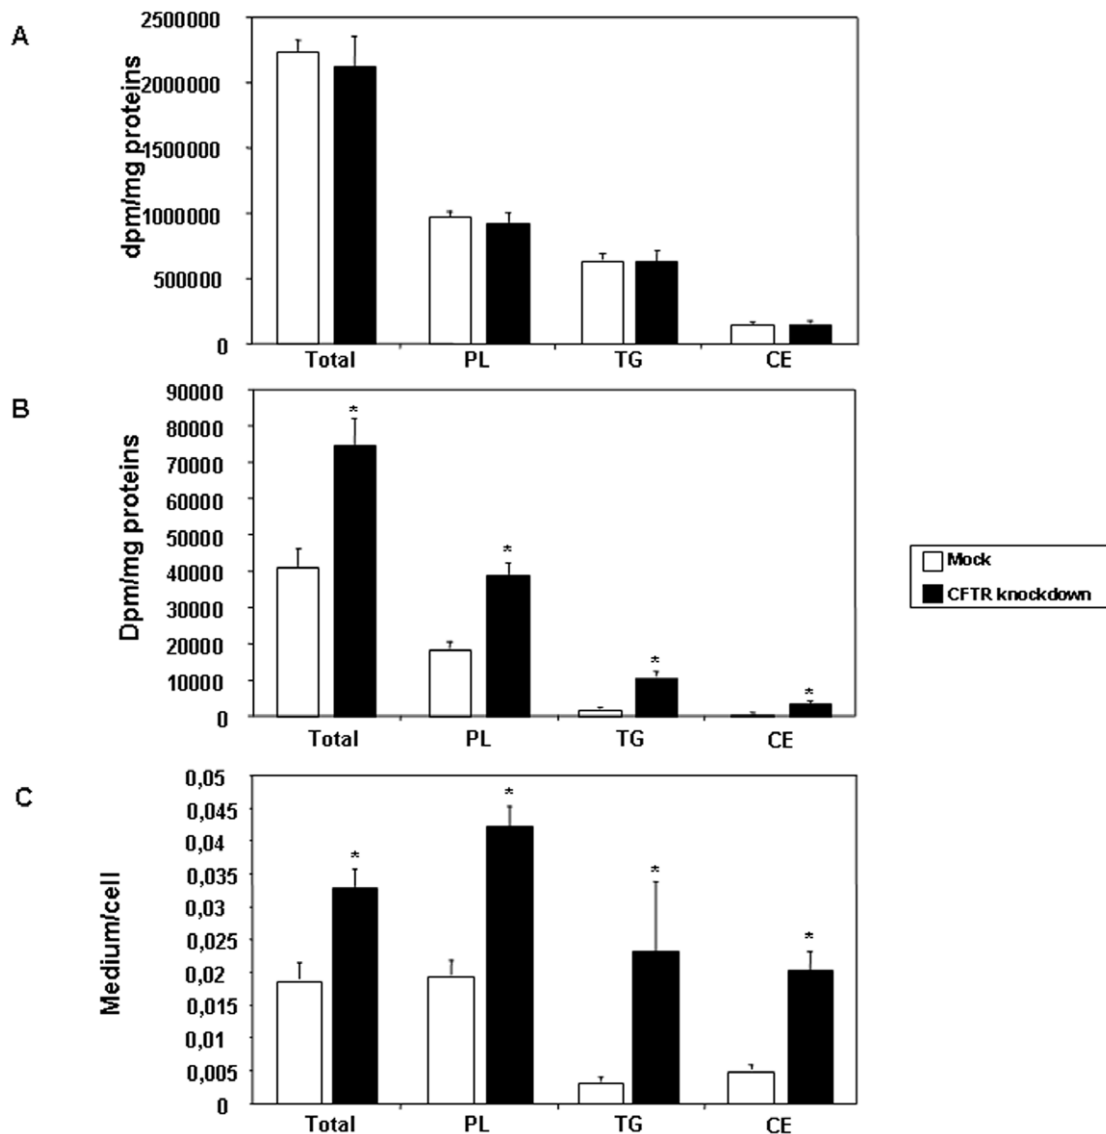 A
dpm/mg proteins
2500000
2000000
1500000
1000000
500000
0
Total PL TG CE
B
Dpm/mg proteins
90000
80000
70000
60000
50000
40000
30000
20000
10000
0
* * * *
Total PL TG CE
Mock
CFTR knockdown
C
Medium/cell
0,05
0,045
0,04
0,035
0,03
0,025
0,02
0,015
0,01
0,005
0
* * * *
Total PL TG CE